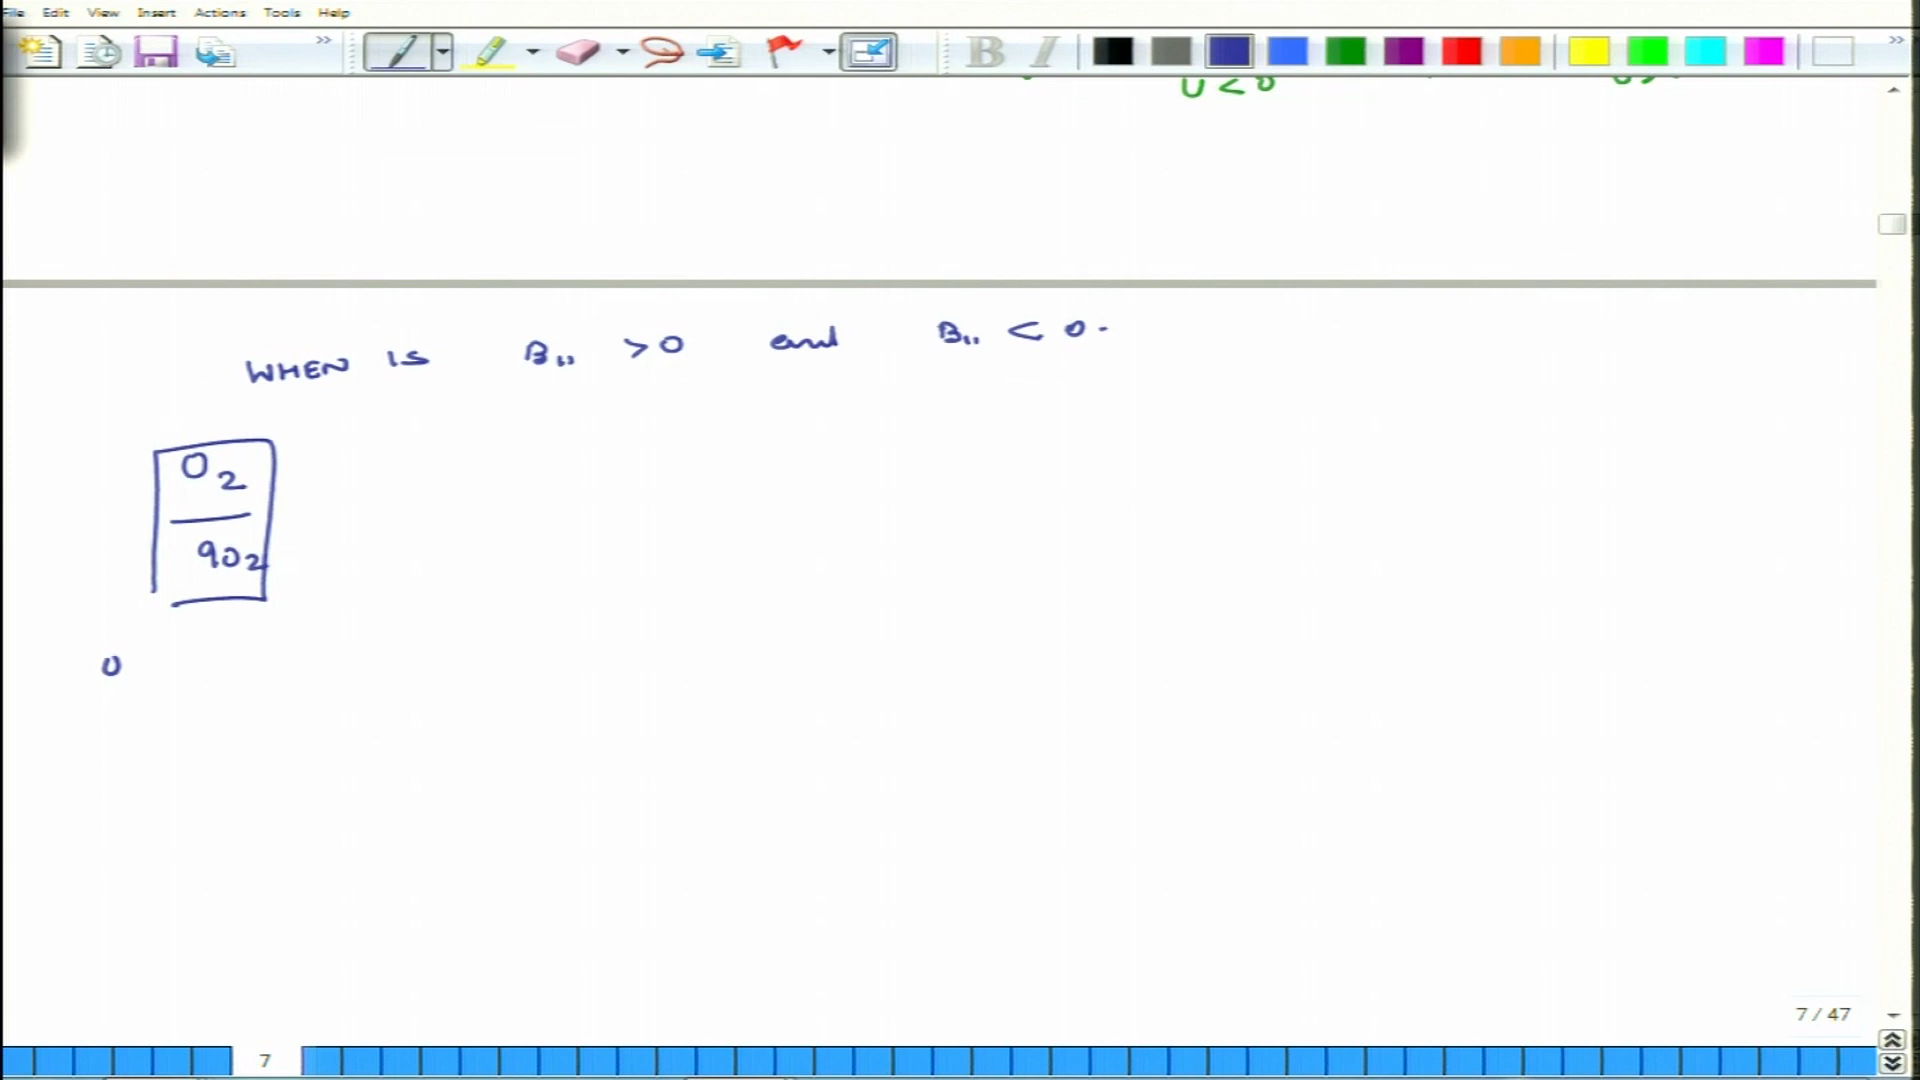 File Edit View Insert Actions Tools Help
B I
U < 0
WHEN IS B₁₁ > 0 and B₁₁ < 0.
O₂
902
0
7 / 47
7